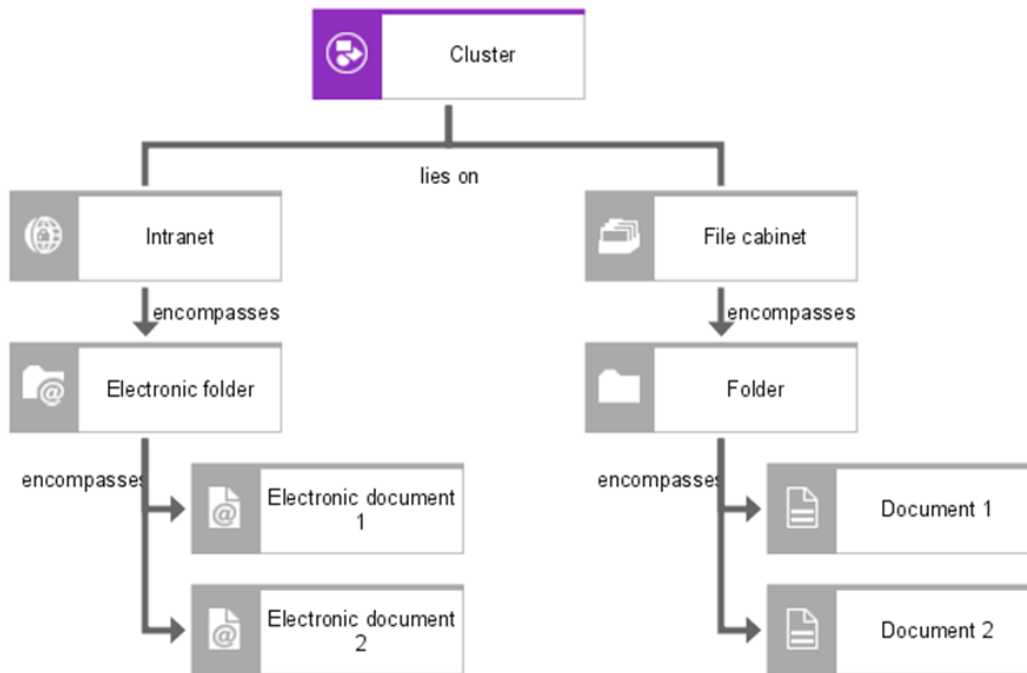 Cluster
lies on
Intranet
File cabinet
encompasses
encompasses
Electronic folder
Folder
encompasses
encompasses
Electronic document
1
Document 1
Electronic document
2
Document 2